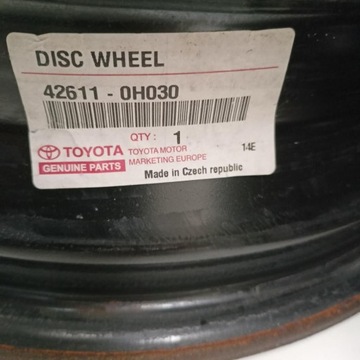 DISC WHEEL
42611 - 0H030
QTY : 1
TOYOTA
GENUINE PARTS
TOYOTA MOTOR
MARKETING EUROPE
14E
Made in Czech republic